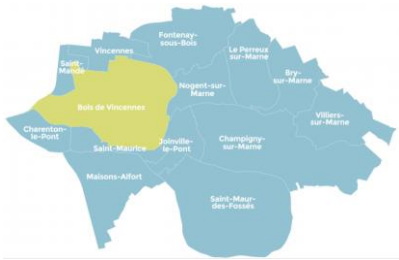 Fontenay-
sous-Bois
Vincennes
Le Perreux
sur-Marne
Saint-
Mandé
Bry-
sur-Marne
Nogent-sur-
Marne
Bois de Vincennes
Villiers-
sur-Marne
Charenton-
le-Pont
Saint-Maurice
Joinville-
le-Pont
Champigny-
sur-Marne
Maisons-Alfort
Saint-Maur-
des-Fossés